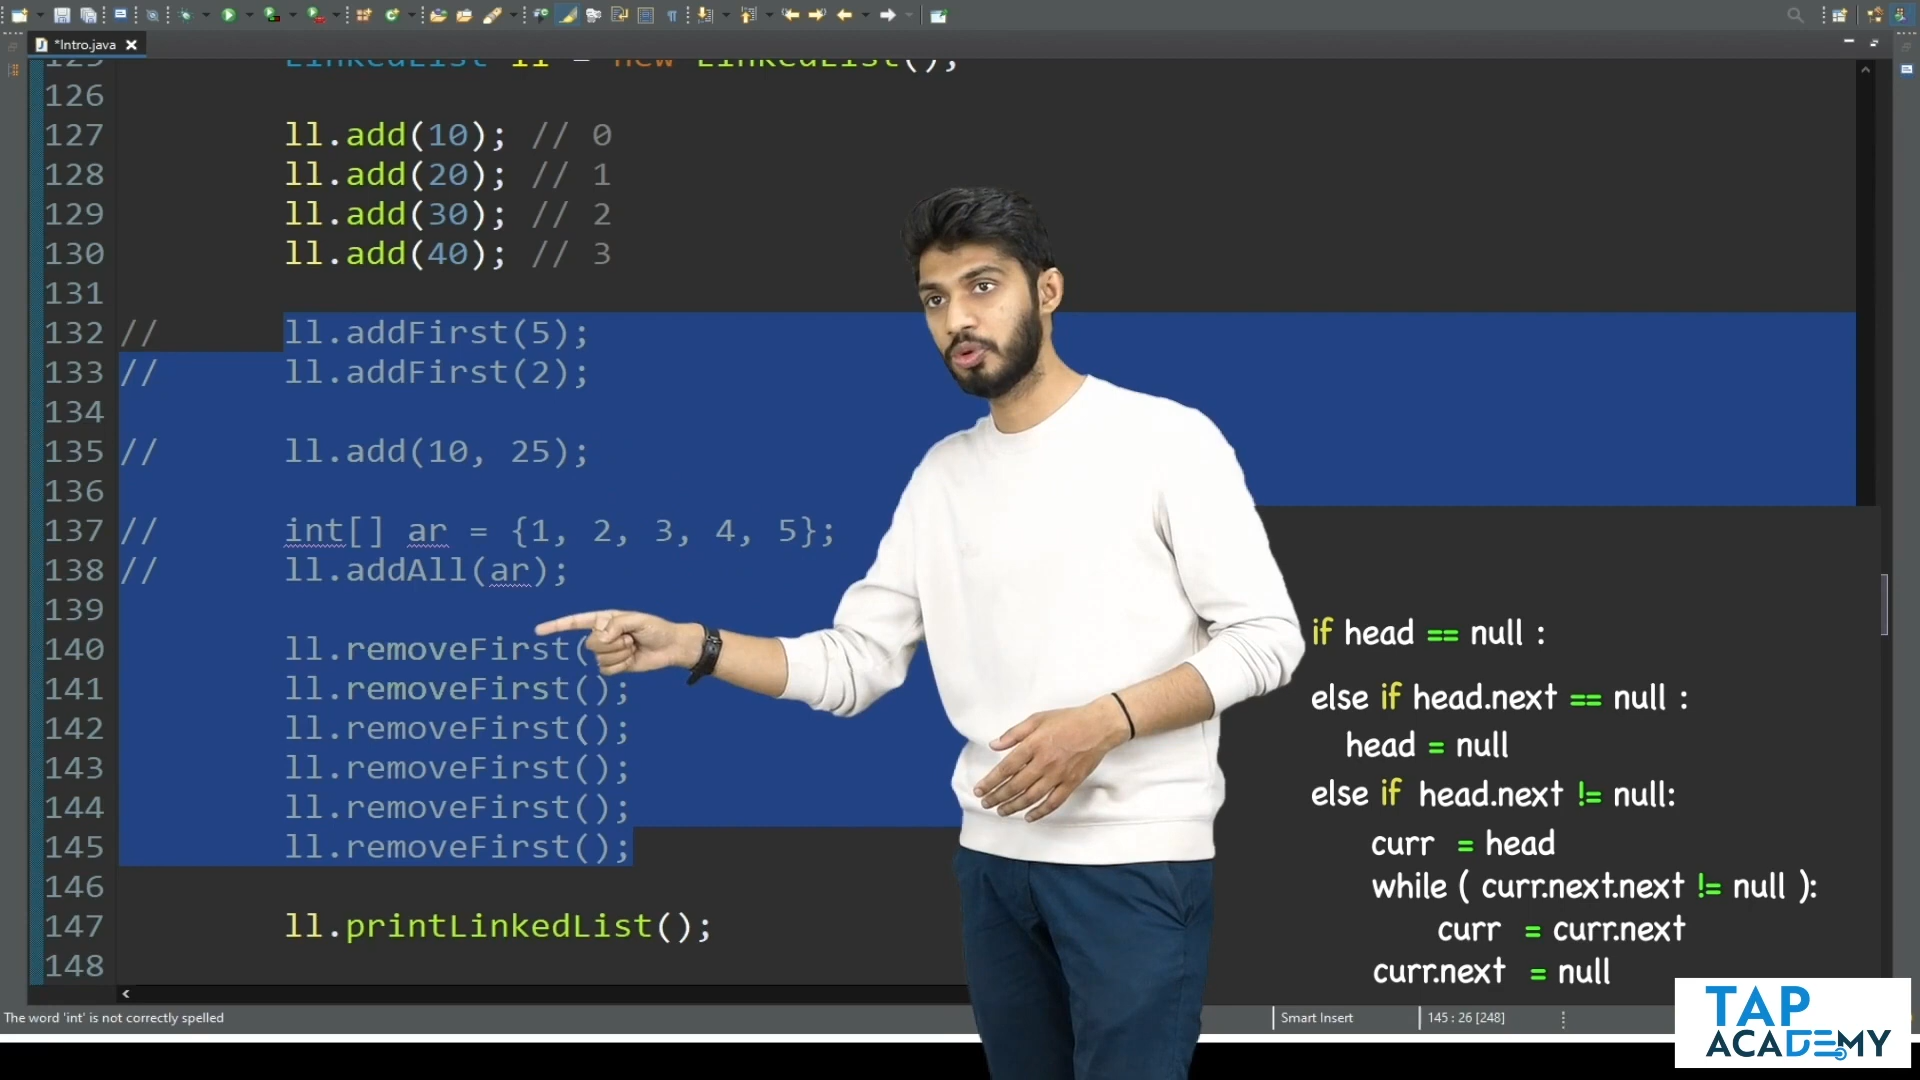 *Intro.java
129 LinkedList ll = new LinkedList();
126
127 ll.add(10); // 0
128 ll.add(20); // 1
129 ll.add(30); // 2
130 ll.add(40); // 3
131
132 // ll.addFirst(5);
133 // ll.addFirst(2);
134
135 // ll.add(10, 25);
136
137 // int[] ar = {1, 2, 3, 4, 5};
138 // ll.addAll(ar);
139
140 ll.removeFirst(
141 ll.removeFirst();
142 ll.removeFirst();
143 ll.removeFirst();
144 ll.removeFirst();
145 ll.removeFirst();
146
147 ll.printLinkedList();
148
if head == null :
else if head.next == null :
head = null
else if head.next != null:
curr = head
while ( curr.next.next != null ):
curr = curr.next
curr.next = null
The word 'int' is not correctly spelled
Smart Insert
145 : 26 [248]
TAP
ACADEMY